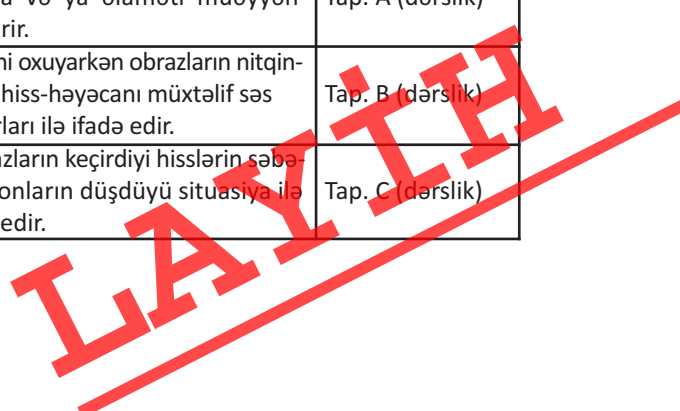 və ya əlaməti müəyyən- Tap. A (dərslik)
rir.
ni oxuyarkən obrazların nitqin-
hiss-həyəcanı müxtəlif səs Tap. B (dərslik)
rları ilə ifadə edir.
azların keçirdiyi hisslərin səbə-
onların düşdüyü situasiya ilə Tap. C (dərslik)
edir.
LAYİH